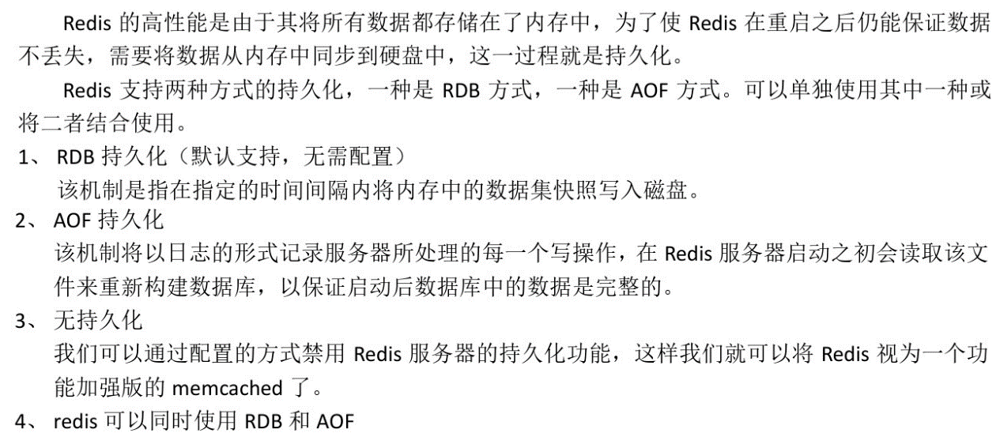 Redis 的高性能是由于其将所有数据都存储在了内存中，为了使 Redis 在重启之后仍能保证数据
不丢失，需要将数据从内存中同步到硬盘中，这一过程就是持久化。
Redis 支持两种方式的持久化，一种是 RDB 方式，一种是 AOF 方式。可以单独使用其中一种或
将二者结合使用。
1、 RDB 持久化（默认支持，无需配置）
该机制是指在指定的时间间隔内将内存中的数据集快照写入磁盘。
2、 AOF 持久化
该机制将以日志的形式记录服务器所处理的每一个写操作，在 Redis 服务器启动之初会读取该文
件来重新构建数据库，以保证启动后数据库中的数据是完整的。
3、 无持久化
我们可以通过配置的方式禁用 Redis 服务器的持久化功能，这样我们就可以将 Redis 视为一个功
能加强版的 memcached 了。
4、 redis 可以同时使用 RDB 和 AOF